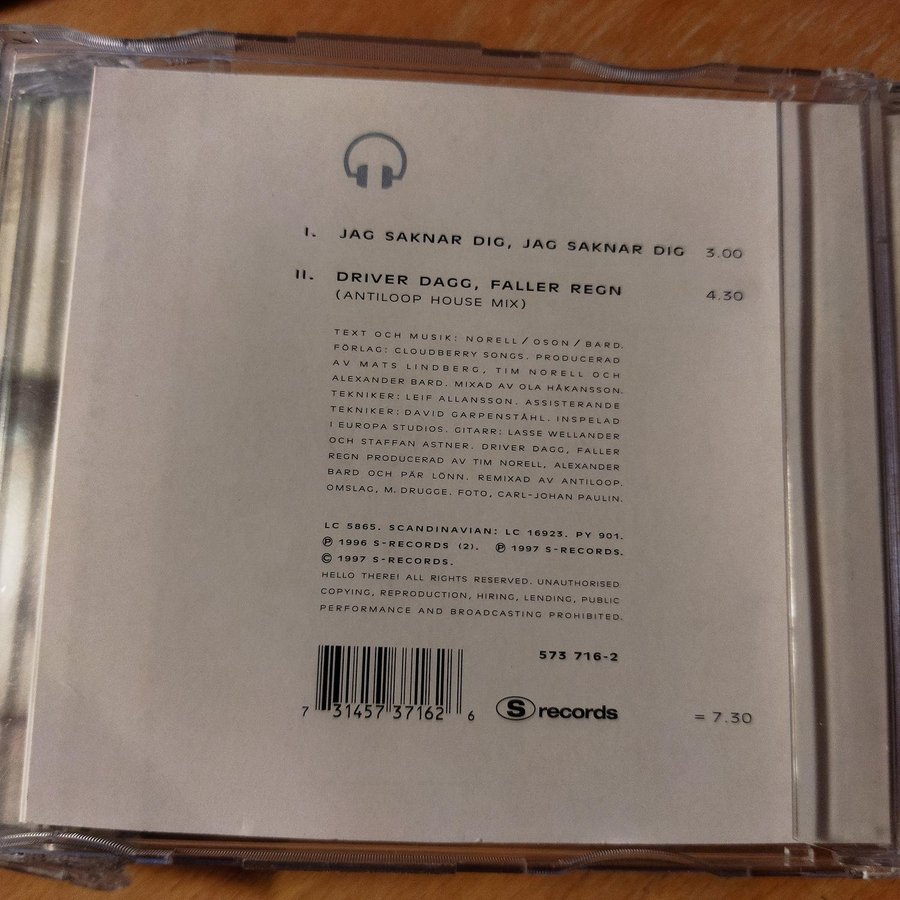 I. JAG SAKNAR DIG, JAG SAKNAR DIG 3.00
II. DRIVER DAGG, FALLER REGN 4.30
(ANTILOOP HOUSE MIX)
TEXT OCH MUSIK: NORELL/OSON/BARD.
FÖRLAG: CLOUDBERRY SONGS. PRODUCERAD
AV MATS LINDBERG, TIM NORELL OCH
ALEXANDER BARD. MIXAD AV OLA HÅKANSSON.
TEKNIKER: LEIF ALLANSSON. ASSISTERANDE
TEKNIKER: DAVID GARPENSTÅHL. INSPELAD
I EUROPA STUDIOS. GITARR: LASSE WELLANDER
OCH STAFFAN ASTNER. DRIVER DAGG, FALLER
REGN PRODUCERAD AV TIM NORELL, ALEXANDER
BARD OCH PÄR LÖNN. REMIXAD AV ANTILOOP.
OMSLAG, M. DRUGGE. FOTO, CARL-JOHAN PAULIN.
LC 5865. SCANDINAVIAN: LC 16923. PY 901.
℗ 1996 S-RECORDS (2). ℗ 1997 S-RECORDS.
© 1997 S-RECORDS.
HELLO THERE! ALL RIGHTS RESERVED. UNAUTHORISED
COPYING, REPRODUCTION, HIRING, LENDING, PUBLIC
PERFORMANCE AND BROADCASTING PROHIBITED.
573 716-2
7 31457 37162 6
S records
= 7.30